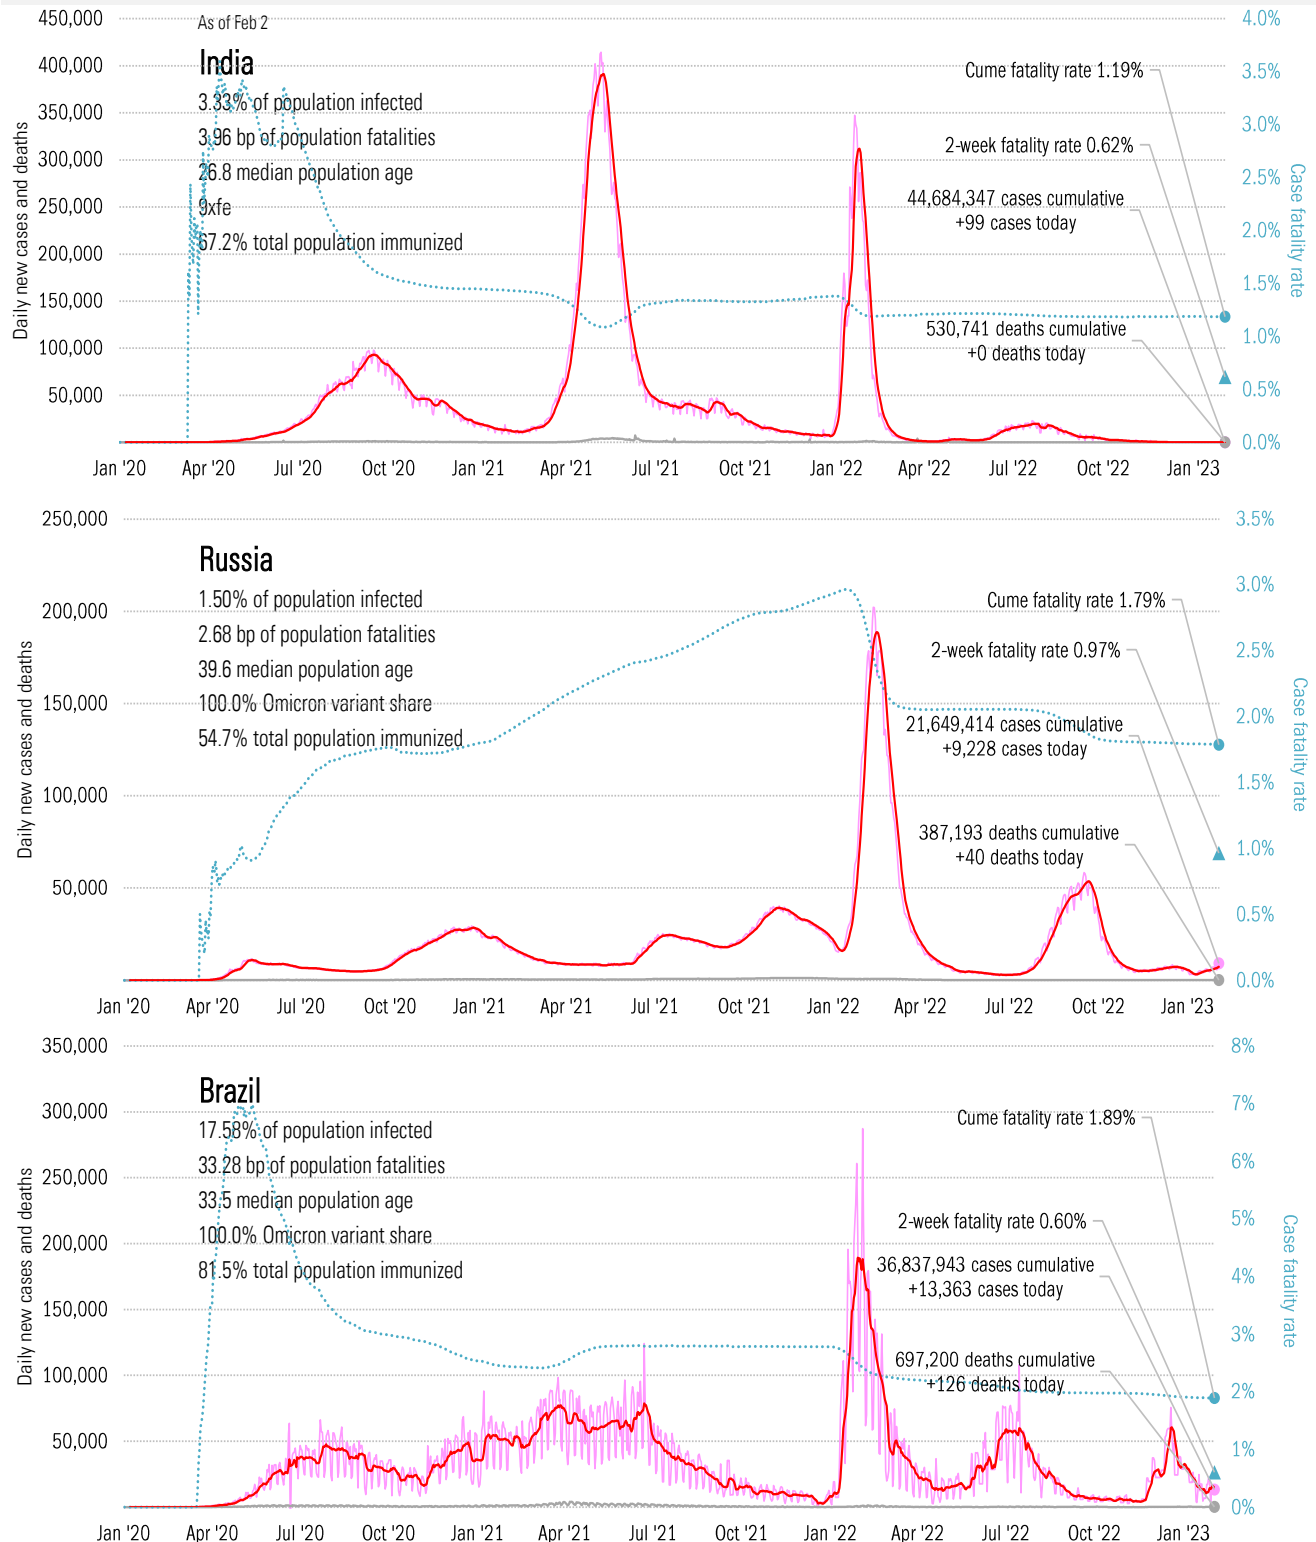 As of Feb 2
India
3.33% of population infected
3.96 bp of population fatalities
26.8 median population age
9xfe
67.2% total population immunized
Cume fatality rate 1.19%
2-week fatality rate 0.62%
44,684,347 cases cumulative
+99 cases today
530,741 deaths cumulative
+0 deaths today
Daily new cases and deaths
450,000
400,000
350,000
300,000
250,000
200,000
150,000
100,000
50,000
4.0%
3.5%
3.0%
2.5%
2.0%
1.5%
1.0%
0.5%
0.0%
Case fatality rate
Jan '20 Apr '20 Jul '20 Oct '20 Jan '21 Apr '21 Jul '21 Oct '21 Jan '22 Apr '22 Jul '22 Oct '22 Jan '23
Russia
1.50% of population infected
2.68 bp of population fatalities
39.6 median population age
100.0% Omicron variant share
54.7% total population immunized
Cume fatality rate 1.79%
2-week fatality rate 0.97%
21,649,414 cases cumulative
+9,228 cases today
387,193 deaths cumulative
+40 deaths today
Daily new cases and deaths
250,000
200,000
150,000
100,000
50,000
3.5%
3.0%
2.5%
2.0%
1.5%
1.0%
0.5%
0.0%
Case fatality rate
Jan '20 Apr '20 Jul '20 Oct '20 Jan '21 Apr '21 Jul '21 Oct '21 Jan '22 Apr '22 Jul '22 Oct '22 Jan '23
Brazil
17.58% of population infected
33.28 bp of population fatalities
33.5 median population age
100.0% Omicron variant share
81.5% total population immunized
Cume fatality rate 1.89%
2-week fatality rate 0.60%
36,837,943 cases cumulative
+13,363 cases today
697,200 deaths cumulative
+126 deaths today
Daily new cases and deaths
350,000
300,000
250,000
200,000
150,000
100,000
50,000
8%
7%
6%
5%
4%
3%
2%
1%
0%
Case fatality rate
Jan '20 Apr '20 Jul '20 Oct '20 Jan '21 Apr '21 Jul '21 Oct '21 Jan '22 Apr '22 Jul '22 Oct '22 Jan '23